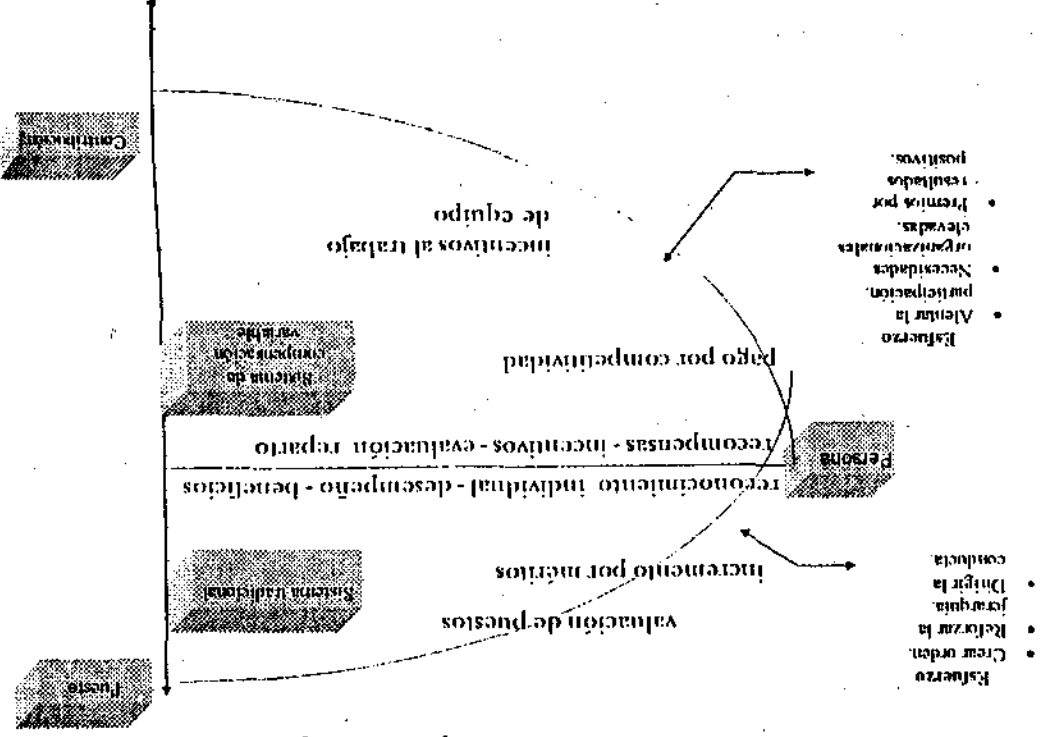 Esfuerzo
• Crear orden.
• Reforzar la
jerarquía.
• Dirigir la
conducta.
Puesto
valuación de puestos
incremento por méritos
Sistema tradicional
Persona
reconocimiento individual - desempeño - beneficios
recompensas - incentivos - evaluación reparto
Sistema de
compensación
variable
pago por competitividad
Esfuerzo
• Alentar la
participación.
• Necesidades
organizacionales
elevadas.
• Premios por
resultados
positivos.
incentivos al trabajo
de equipo
Contribución